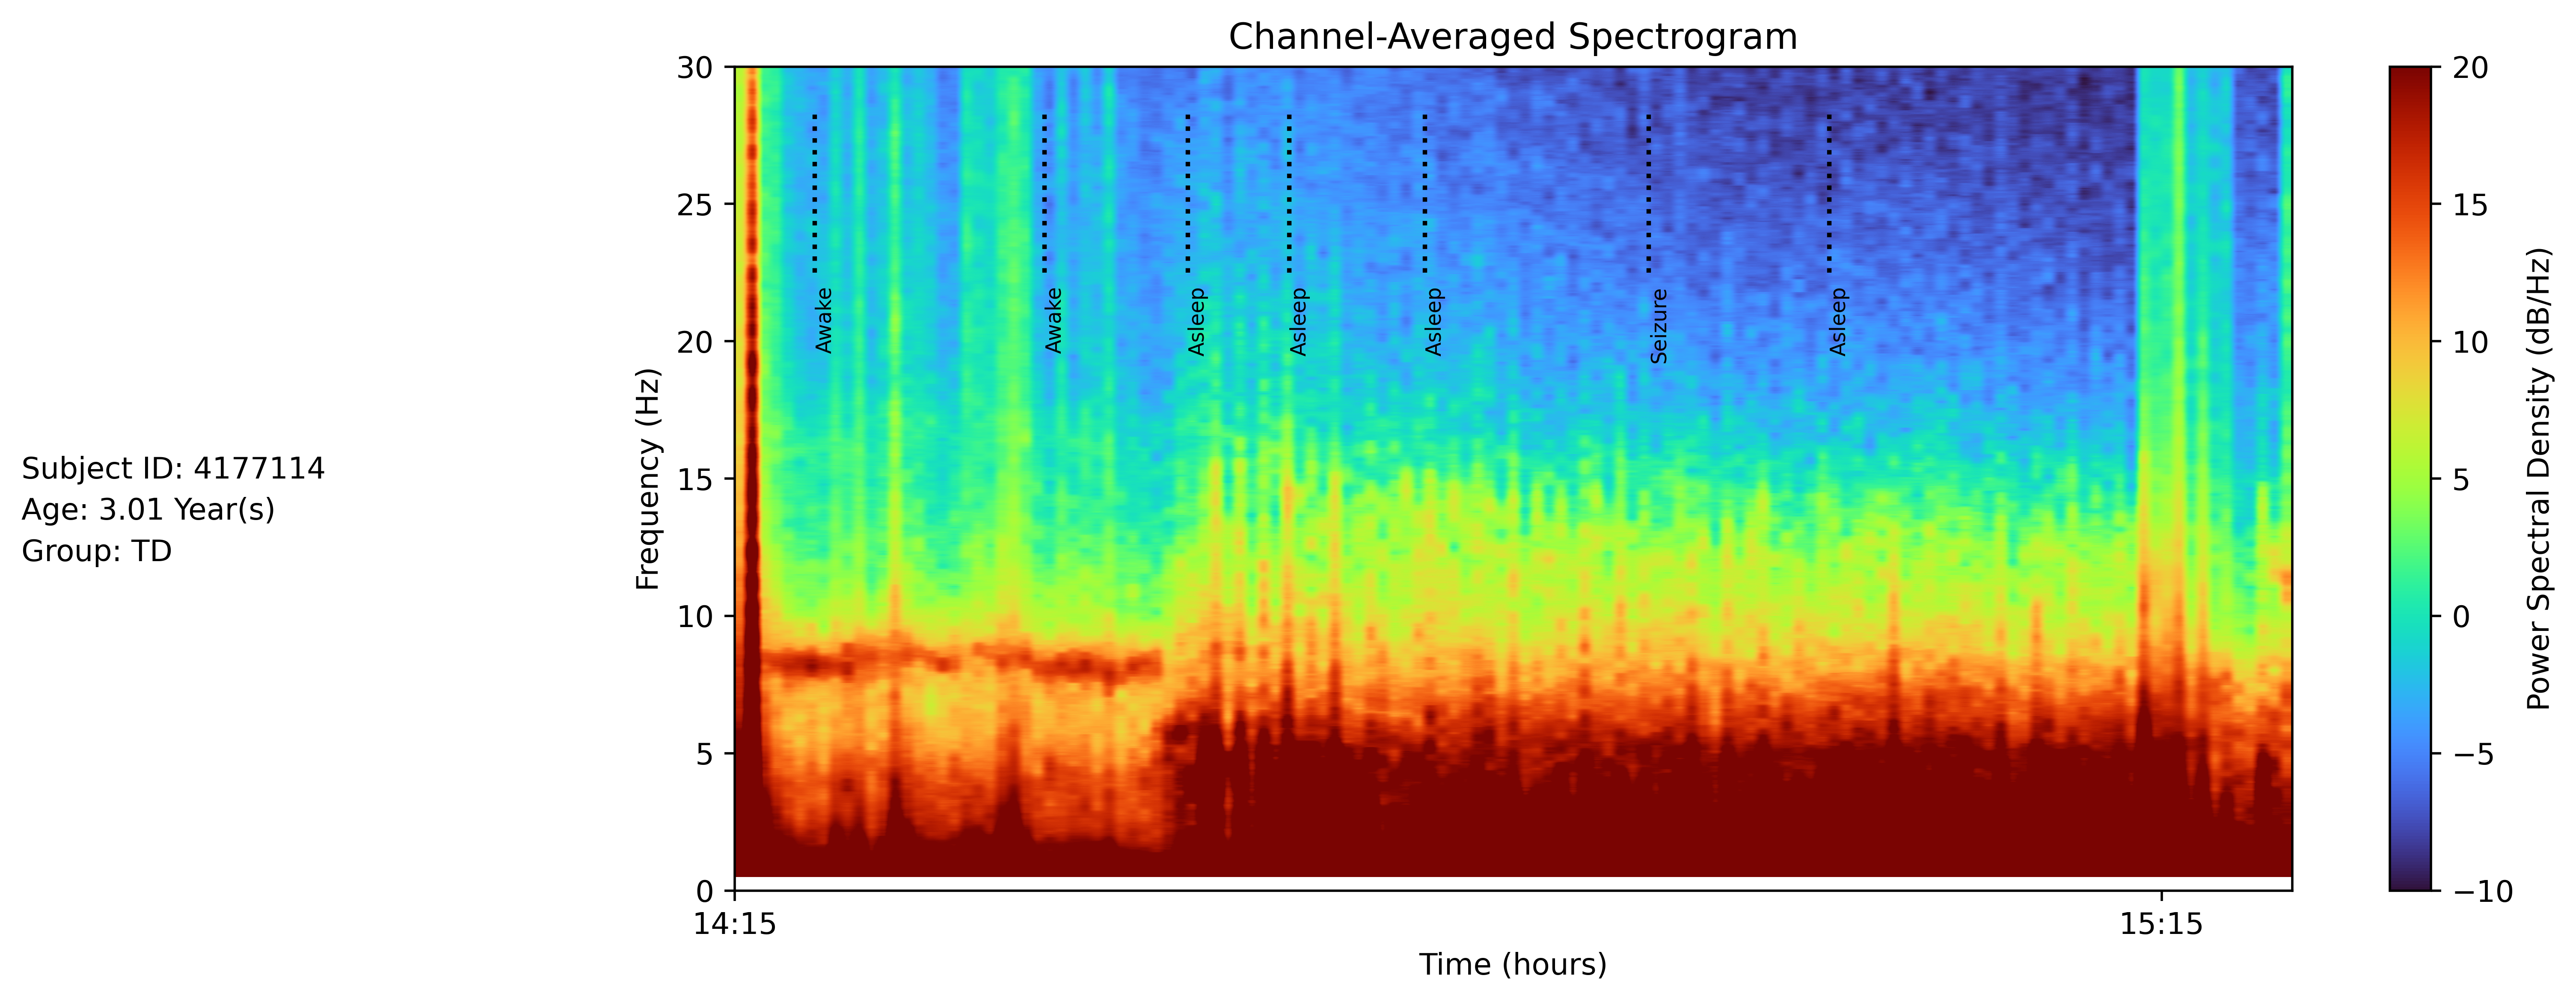 Channel-Averaged Spectrogram
Subject ID: 4177114
Age: 3.01 Year(s)
Group: TD
Frequency (Hz)
30
25
20
15
10
5
0
Awake
Awake
Asleep
Asleep
Asleep
Seizure
Asleep
14:15
15:15
Time (hours)
20
15
10
5
0
−5
−10
Power Spectral Density (dB/Hz)